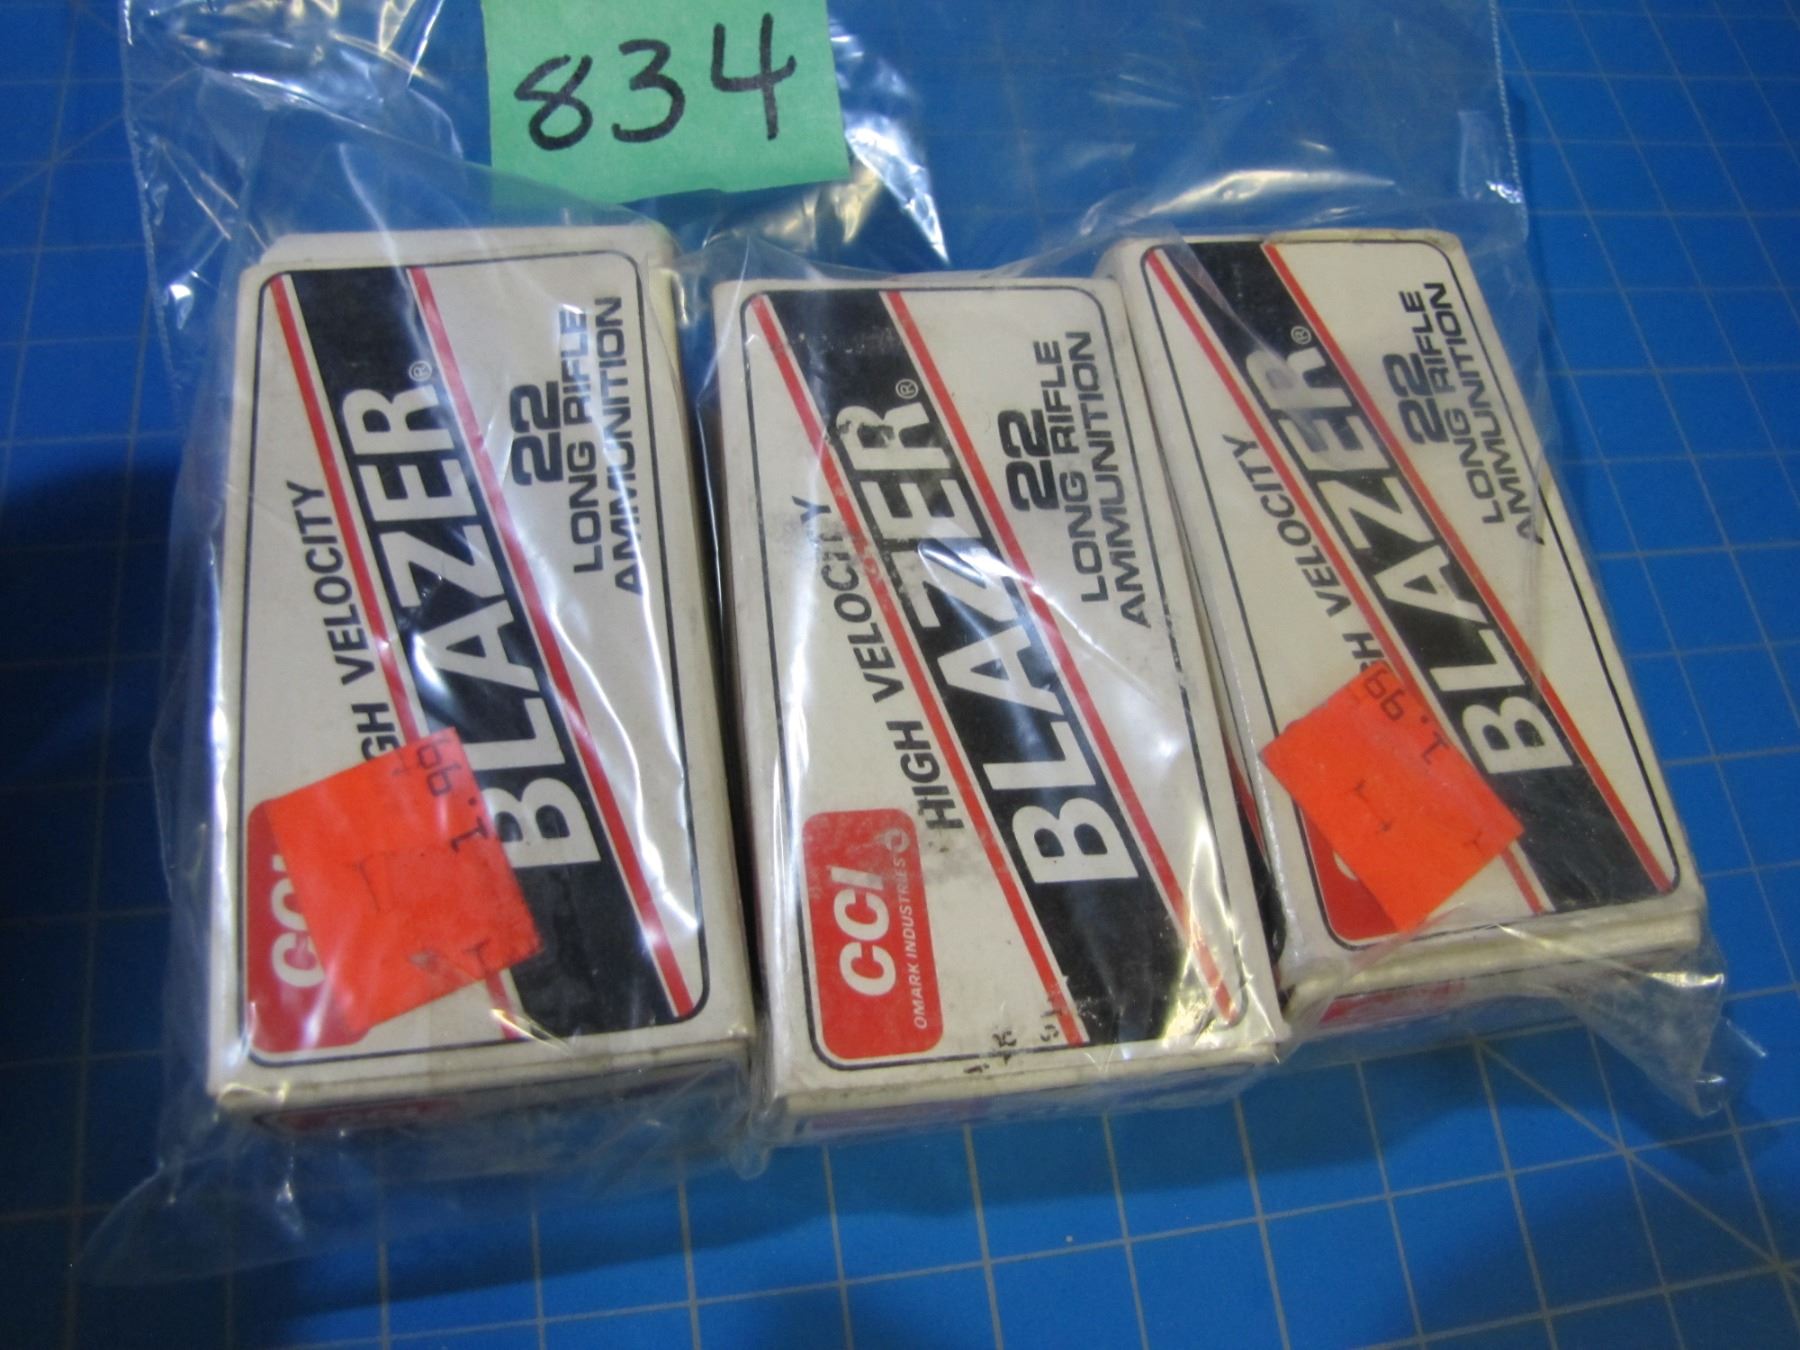 834
HIGH VELOCITY
BLAZER®
22
LONG RIFLE
AMMUNITION
CCI
1.99
HIGH VELOCITY
BLAZER®
22
LONG RIFLE
AMMUNITION
CCI
OMARK INDUSTRIES
VELOCITY
BLAZER®
22
LONG RIFLE
AMMUNITION
1.99